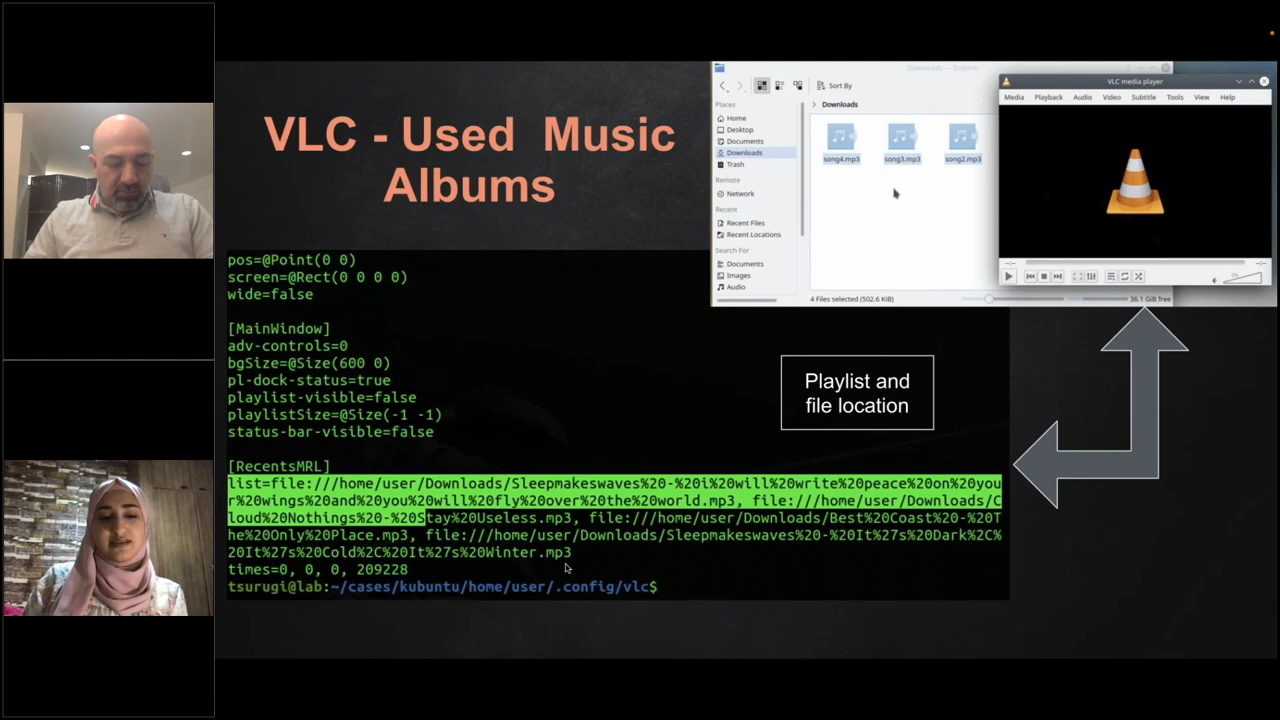 VLC - Used Music
Albums
pos=@Point(0 0)
screen=@Rect(0 0 0 0)
wide=false
[MainWindow]
adv-controls=0
bgSize=@Size(600 0)
pl-dock-status=true
playlist-visible=false
playlistSize=@Size(-1 -1)
status-bar-visible=false
[RecentsMRL]
list=file:///home/user/Downloads/Sleepmakeswaves%20-%20i%20will%20write%20peace%20on%20you
r%20wings%20and%20you%20will%20fly%20over%20the%20world.mp3, file:///home/user/Downloads/C
loud%20Nothings%20-%20Stay%20Useless.mp3, file:///home/user/Downloads/Best%20Coast%20-%20T
he%20Only%20Place.mp3, file:///home/user/Downloads/Sleepmakeswaves%20-%20It%27s%20Dark%2C%
20It%27s%20Cold%2C%20It%27s%20Winter.mp3
times=0, 0, 0, 209228
tsurugi@lab:~/cases/kubuntu/home/user/.config/vlc$
Downloads — Dolphin
Sort By
Places
Home
Desktop
Documents
Downloads
Trash
Remote
Network
Recent
Recent Files
Recent Locations
Search For
Documents
Images
Audio
Downloads
song4.mp3 song3.mp3 song2.mp3
4 Files selected (502.6 KiB)
36.1 GiB free
VLC media player
Media Playback Audio Video Subtitle Tools View Help
--:-- --:--
Playlist and
file location